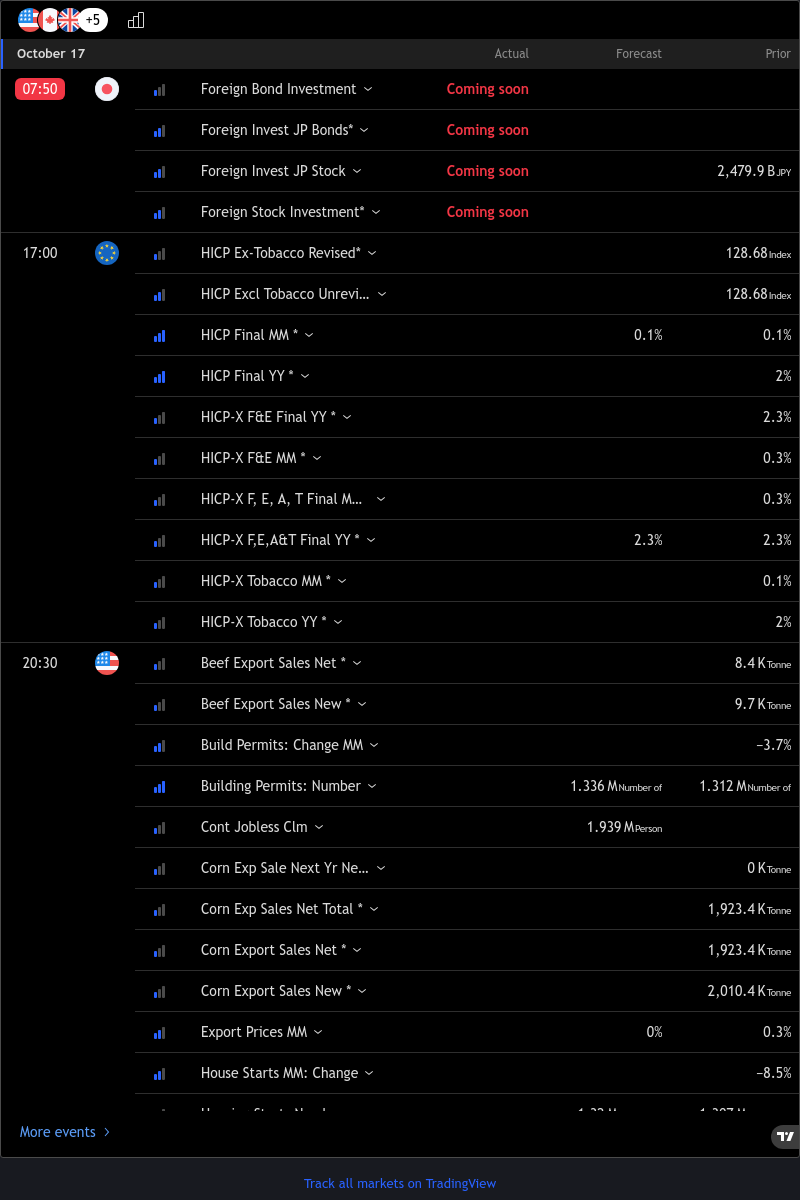 +5
October 17 Actual Forecast Prior
07:50 Foreign Bond Investment Coming soon
Foreign Invest JP Bonds* Coming soon
Foreign Invest JP Stock Coming soon 2,479.9 B JPY
Foreign Stock Investment* Coming soon
17:00 HICP Ex-Tobacco Revised* 128.68 Index
HICP Excl Tobacco Unrevi... 128.68 Index
HICP Final MM * 0.1% 0.1%
HICP Final YY * 2%
HICP-X F&E Final YY * 2.3%
HICP-X F&E MM * 0.3%
HICP-X F, E, A, T Final M... 0.3%
HICP-X F,E,A&T Final YY * 2.3% 2.3%
HICP-X Tobacco MM * 0.1%
HICP-X Tobacco YY * 2%
20:30 Beef Export Sales Net * 8.4 K Tonne
Beef Export Sales New * 9.7 K Tonne
Build Permits: Change MM −3.7%
Building Permits: Number 1.336 M Number of 1.312 M Number of
Cont Jobless Clm 1.939 M Person
Corn Exp Sale Next Yr Ne... 0 K Tonne
Corn Exp Sales Net Total * 1,923.4 K Tonne
Corn Export Sales Net * 1,923.4 K Tonne
Corn Export Sales New * 2,010.4 K Tonne
Export Prices MM 0% 0.3%
House Starts MM: Change −8.5%
More events
Track all markets on TradingView